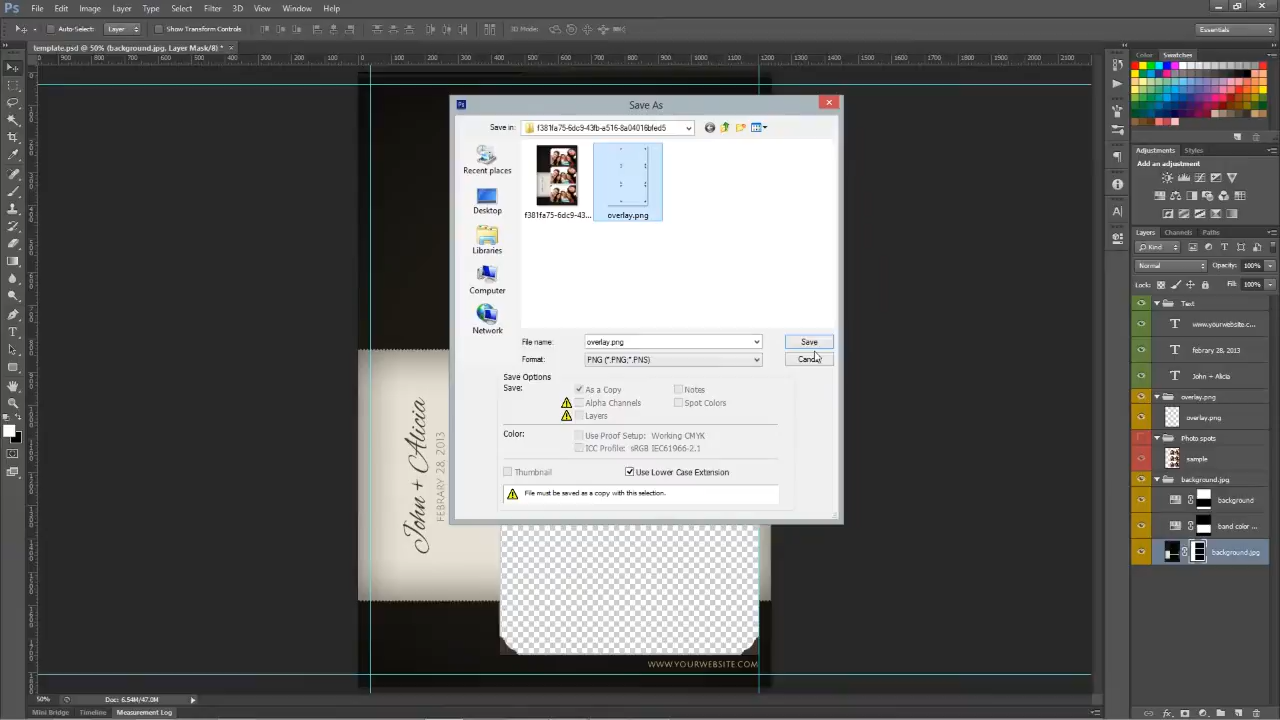 Ps File Edit Image Layer Type Select Filter 3D View Window Help
Auto-Select: Layer Show Transform Controls 3D Mode: Essentials
template.psd @ 50% (background.jpg, Layer Mask/8) * ×
Color Swatches
Save As
Save in: f381fa75-6dc9-43fb-a516-8a04016bfed5
Recent places
Desktop
Libraries
Computer
Network
f381fa75-6dc9-43... overlay.png
File name: overlay.png Save
Format: PNG (*.PNG;*.PNS)
Save Options
Save: As a Copy Notes
Alpha Channels Spot Colors
Layers
Color: Use Proof Setup: Working CMYK
ICC Profile: sRGB IEC61966-2.1
Thumbnail Use Lower Case Extension
File must be saved as a copy with this selection.
John + Alicia
FEBRARY 28, 2013
WWW.YOURWEBSITE.COM
Adjustments Styles
Add an adjustment
Layers Channels Paths
Kind
Normal Opacity: 100%
Lock: Fill: 100%
Text
www.yourwebsite.c...
febrary 28, 2013
John + Alicia
overlay.png
overlay.png
Photo spots
sample
background.jpg
background
band color ...
background.jpg
50% Doc: 6.54M/47.0M
Mini Bridge Timeline Measurement Log